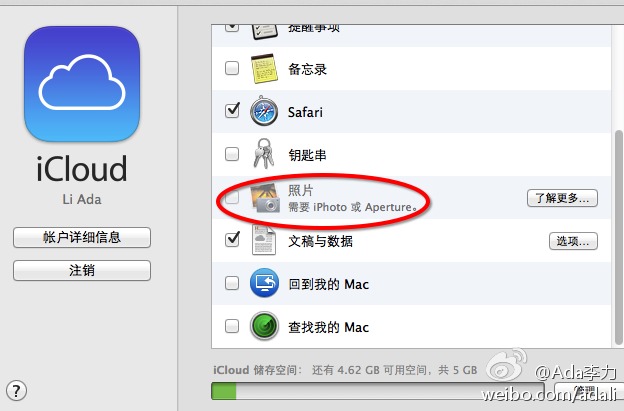 iCloud
Li Ada
帐户详细信息
注销
?
提醒事项
备忘录
Safari
钥匙串
照片
需要 iPhoto 或 Aperture。
了解更多...
文稿与数据
选项...
回到我的 Mac
查找我的 Mac
iCloud 储存空间： 还有 4.62 GB 可用空间，共 5 GB
管理
@Ada李力
weibo.com/adali